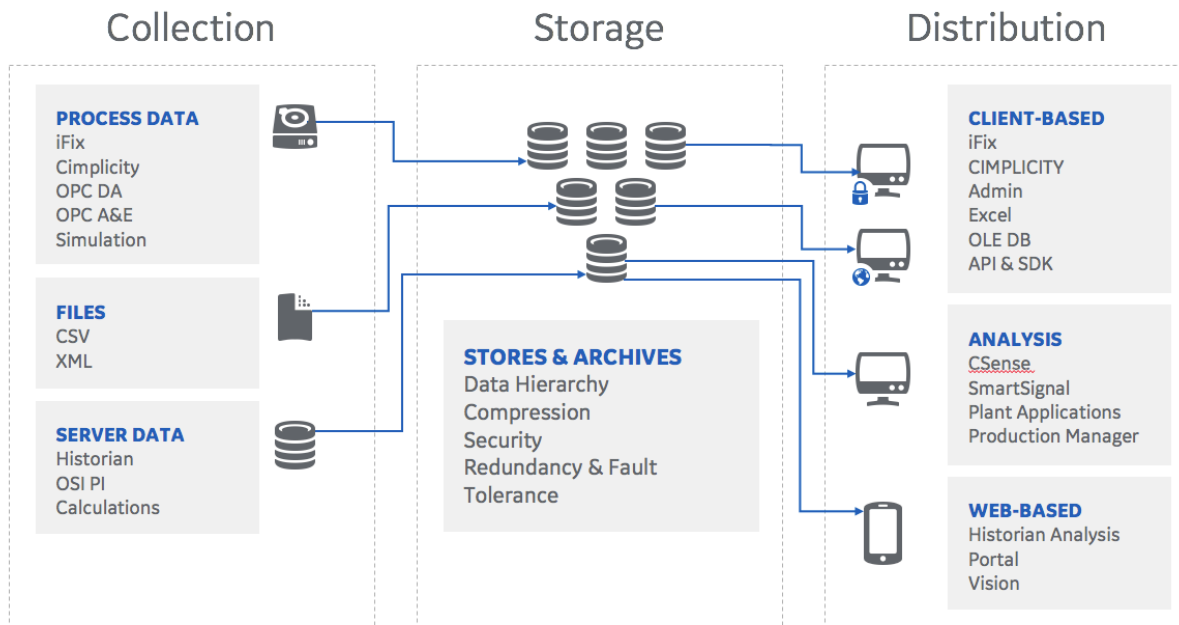 Collection
Storage
Distribution
PROCESS DATA
iFix
Cimplicity
OPC DA
OPC A&E
Simulation
FILES
CSV
XML
SERVER DATA
Historian
OSI PI
Calculations
STORES & ARCHIVES
Data Hierarchy
Compression
Security
Redundancy & Fault
Tolerance
CLIENT-BASED
iFix
CIMPLICITY
Admin
Excel
OLE DB
API & SDK
ANALYSIS
CSense
SmartSignal
Plant Applications
Production Manager
WEB-BASED
Historian Analysis
Portal
Vision